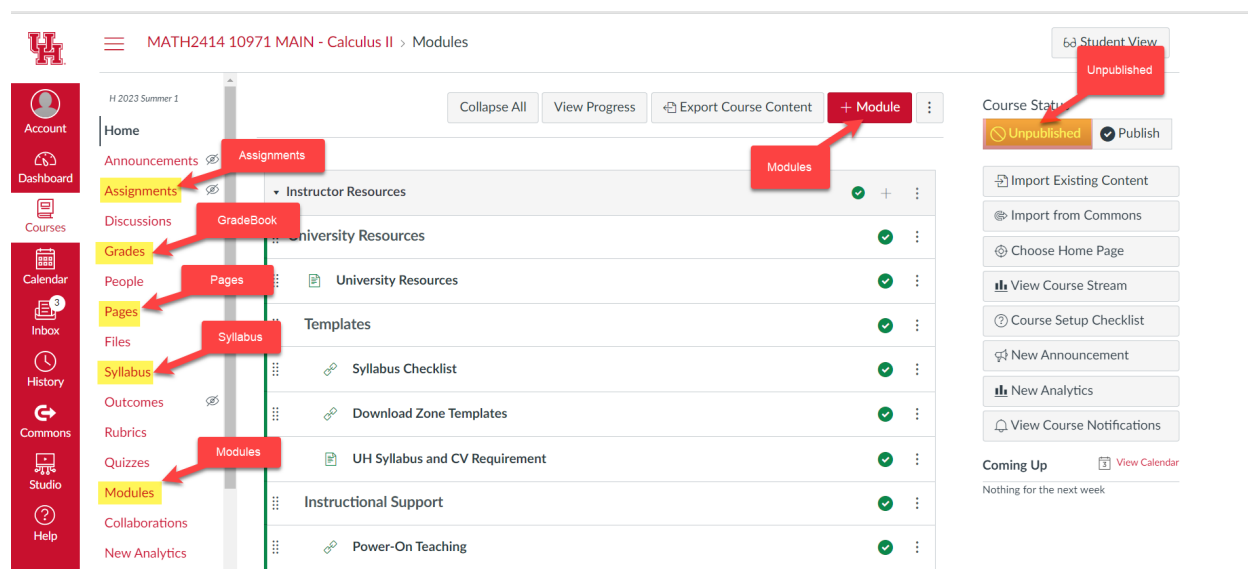 UH
MATH2414 10971 MAIN - Calculus II > Modules
Student View
Unpublished
Account
Dashboard
Courses
Calendar
3
Inbox
History
Commons
Studio
Help
H 2023 Summer 1
Home
Announcements
Assignments
Assignments
Discussions
GradeBook
Grades
People
Pages
Pages
Files
Syllabus
Syllabus
Outcomes
Rubrics
Quizzes
Modules
Modules
Collaborations
New Analytics
Collapse All
View Progress
Export Course Content
+ Module
Modules
Instructor Resources
University Resources
University Resources
Templates
Syllabus Checklist
Download Zone Templates
UH Syllabus and CV Requirement
Instructional Support
Power-On Teaching
Course Status
Unpublished
Publish
Import Existing Content
Import from Commons
Choose Home Page
View Course Stream
Course Setup Checklist
New Announcement
New Analytics
View Course Notifications
Coming Up
3 View Calendar
Nothing for the next week